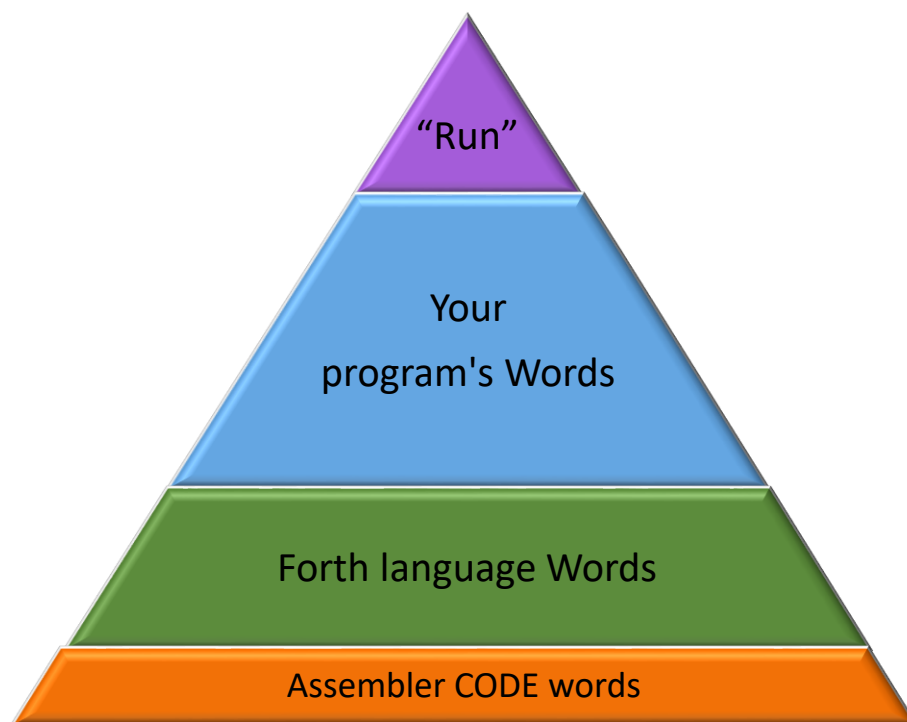 “Run”
Your
program's Words
Forth language Words
Assembler CODE words